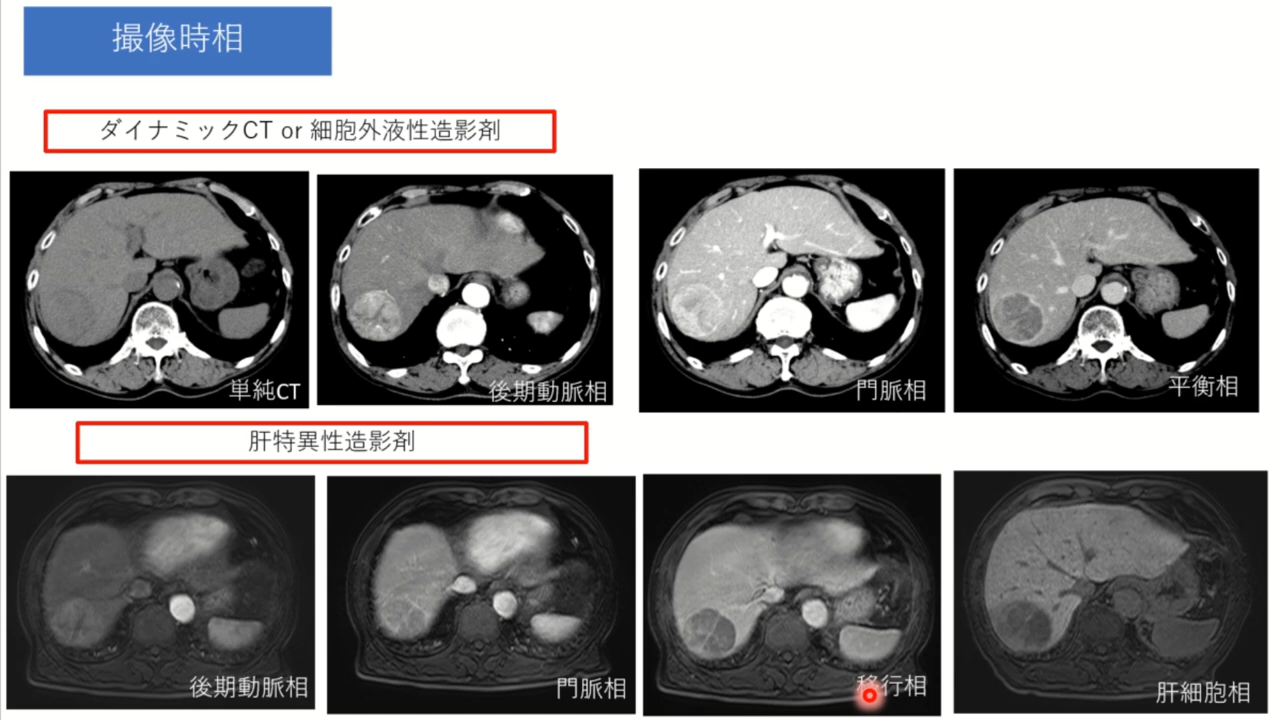 撮像時相
ダイナミックCT or 細胞外液性造影剤
単純CT
後期動脈相
門脈相
平衡相
肝特異性造影剤
後期動脈相
門脈相
移行相
肝細胞相